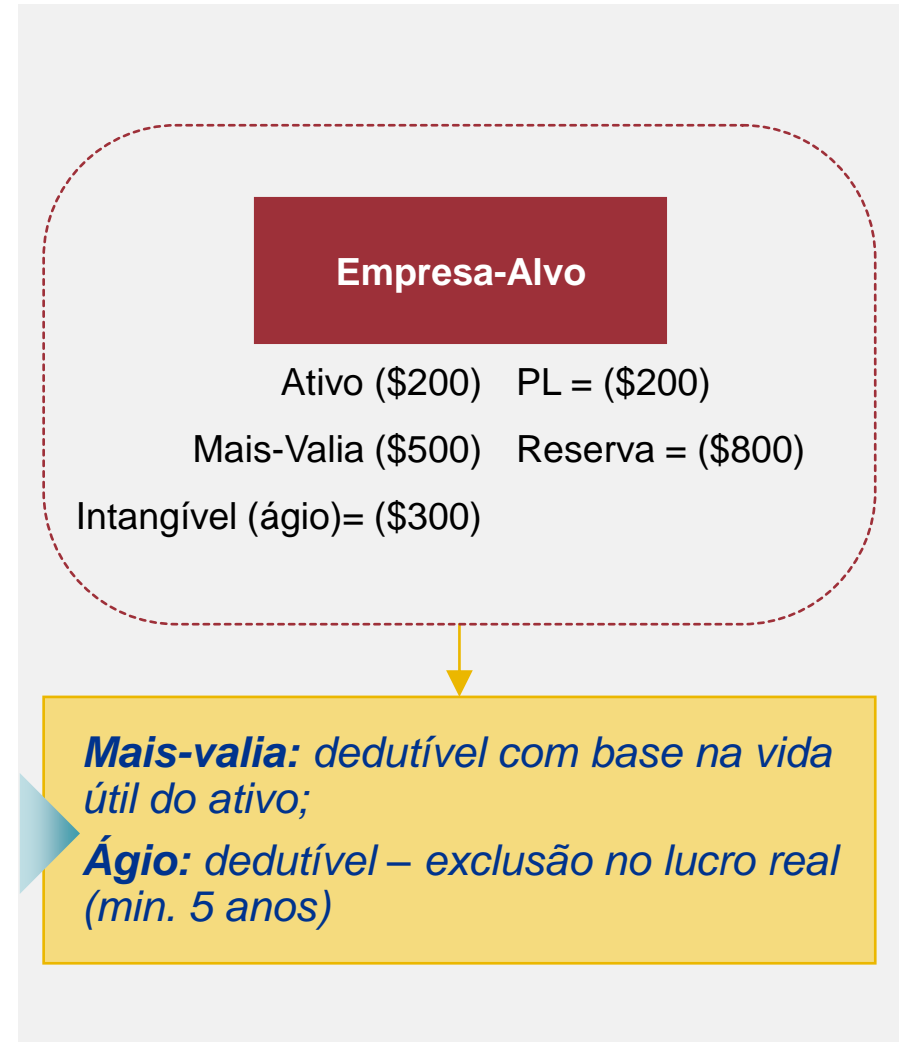 Empresa-Alvo
Ativo ($200) PL = ($200)
Mais-Valia ($500) Reserva = ($800)
Intangível (ágio)= ($300)
Mais-valia: dedutível com base na vida
útil do ativo;
Ágio: dedutível – exclusão no lucro real
(min. 5 anos)